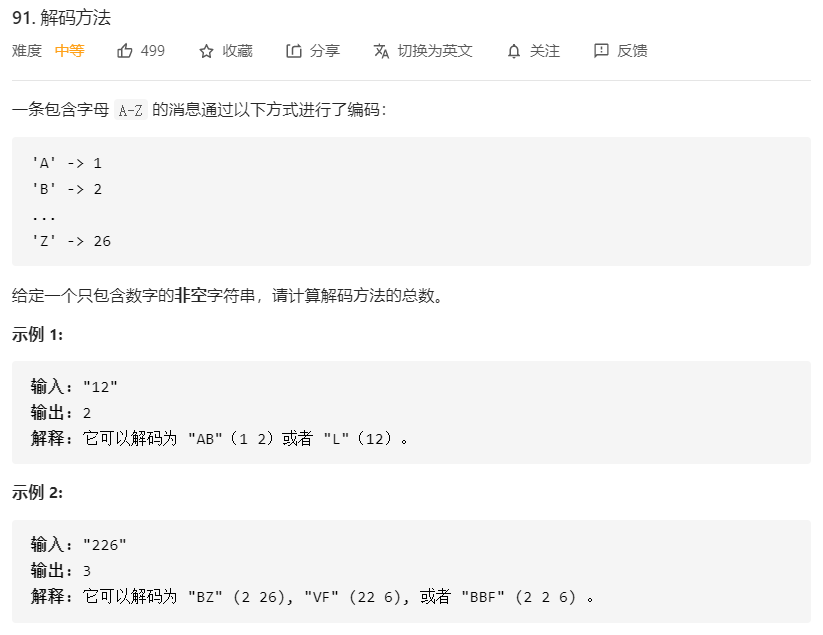 91. 解码方法
难度 中等 499 收藏 分享 切换为英文 关注 反馈
一条包含字母 A-Z 的消息通过以下方式进行了编码：
'A' -> 1
'B' -> 2
...
'Z' -> 26
给定一个只包含数字的非空字符串，请计算解码方法的总数。
示例 1:
输入: "12"
输出: 2
解释: 它可以解码为 "AB"（1 2）或者 "L"（12）。
示例 2:
输入: "226"
输出: 3
解释: 它可以解码为 "BZ" (2 26), "VF" (22 6), 或者 "BBF" (2 2 6) 。